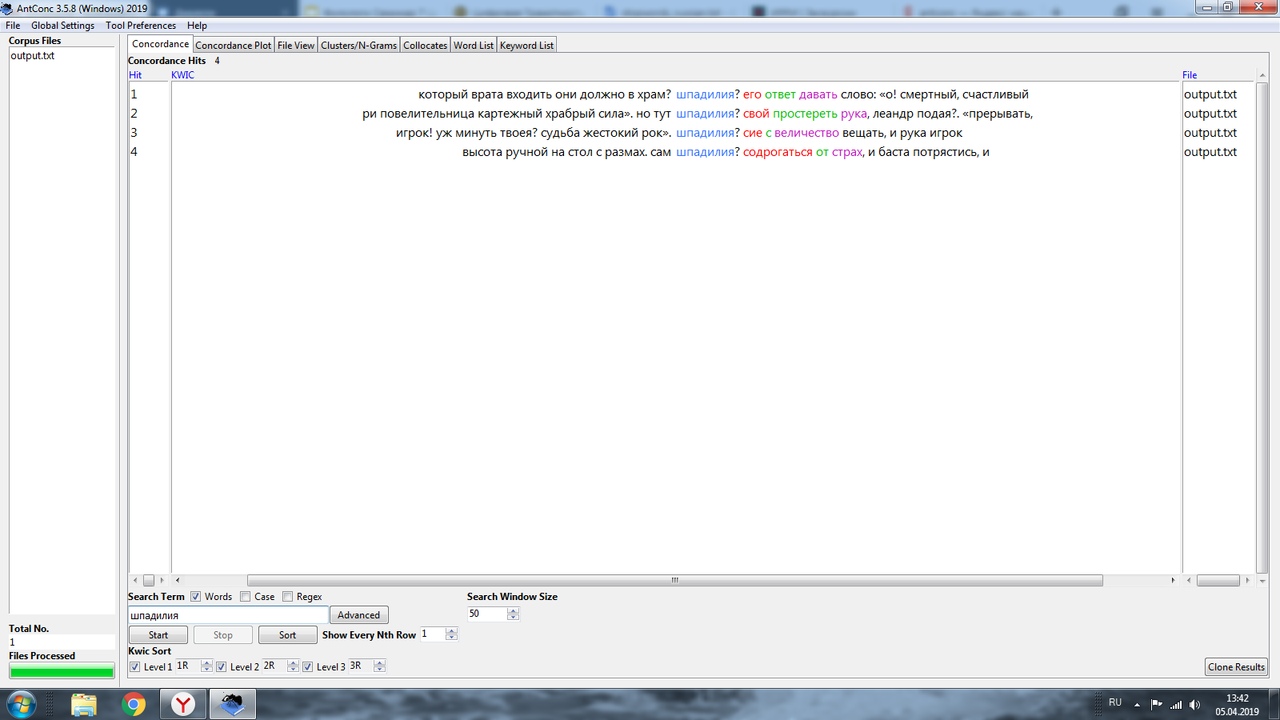 AntConc 3.5.8 (Windows) 2019
File Global Settings Tool Preferences Help
Corpus Files
output.txt
Concordance Concordance Plot File View Clusters/N-Grams Collocates Word List Keyword List
Concordance Hits 4
Hit KWIC File
1 который врата входить они должно в храм? шпадилия? его ответ давать слово: «о! смертный, счастливый output.txt
2 ри повелительница картежный храбрый сила». но тут шпадилия? свой простереть рука, леандр подая?. «прерывать, output.txt
3 игрок! уж минуть твоея? судьба жестокий рок». шпадилия? сие с величество вещать, и рука игрок output.txt
4 высота ручной на стол с размах. сам шпадилия? содрогаться от страх, и баста потрястись, и output.txt
Search Term Words Case Regex Search Window Size
шпадилия Advanced 50
Start Stop Sort Show Every Nth Row 1
Kwic Sort
Level 1 1R Level 2 2R Level 3 3R
Total No.
1
Files Processed
Clone Results
RU 13:42
05.04.2019